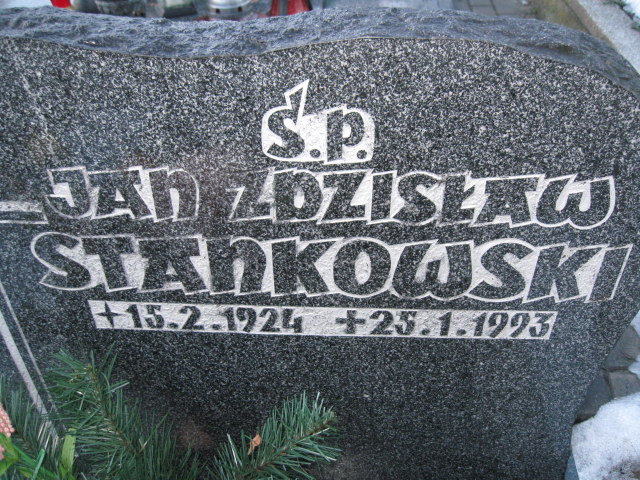 Ś.P.
JAN ZDZISŁAW
STANKOWSKI
+15.2.1924 +25.1.1993